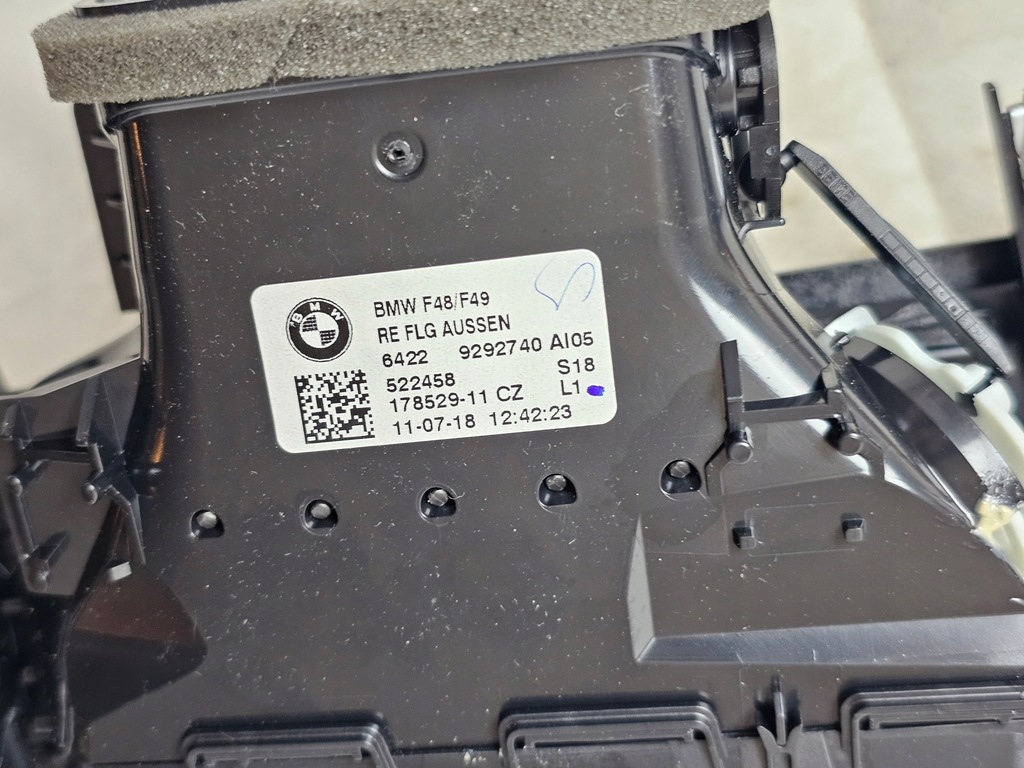 BMW
BMW F48/F49
RE FLG AUSSEN
6422 9292740 AI05
522458 S18
178529-11 CZ L1
11-07-18 12:42:23